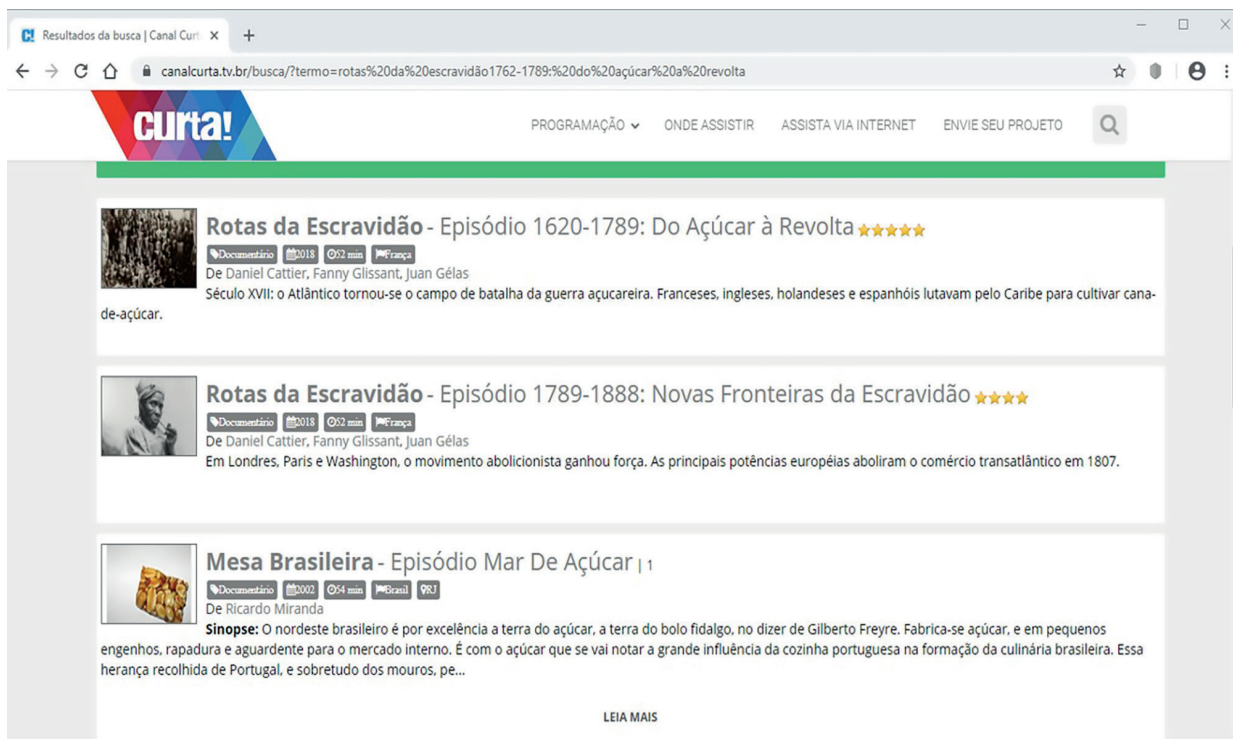 Resultados da busca | Canal Curt
canalcurta.tv.br/busca/?termo=rotas%20da%20escravidão1762-1789:%20do%20açúcar%20a%20revolta
curta!
PROGRAMAÇÃO ONDE ASSISTIR ASSISTA VIA INTERNET ENVIE SEU PROJETO
Rotas da Escravidão - Episódio 1620-1789: Do Açúcar à Revolta
Documentário 2018 52 min França
De Daniel Cattier, Fanny Glissant, Juan Gélas
Século XVII: o Atlântico tornou-se o campo de batalha da guerra açucareira. Franceses, ingleses, holandeses e espanhóis lutavam pelo Caribe para cultivar cana-
de-açúcar.
Rotas da Escravidão - Episódio 1789-1888: Novas Fronteiras da Escravidão
Documentário 2018 52 min França
De Daniel Cattier, Fanny Glissant, Juan Gélas
Em Londres, Paris e Washington, o movimento abolicionista ganhou força. As principais potências européias aboliram o comércio transatlântico em 1807.
Mesa Brasileira - Episódio Mar De Açúcar | 1
Documentário 2002 54 min Brasil RJ
De Ricardo Miranda
Sinopse: O nordeste brasileiro é por excelência a terra do açúcar, a terra do bolo fidalgo, no dizer de Gilberto Freyre. Fabrica-se açúcar, e em pequenos
engenhos, rapadura e aguardente para o mercado interno. É com o açúcar que se vai notar a grande influência da cozinha portuguesa na formação da culinária brasileira. Essa
herança recolhida de Portugal, e sobretudo dos mouros, pe...
LEIA MAIS